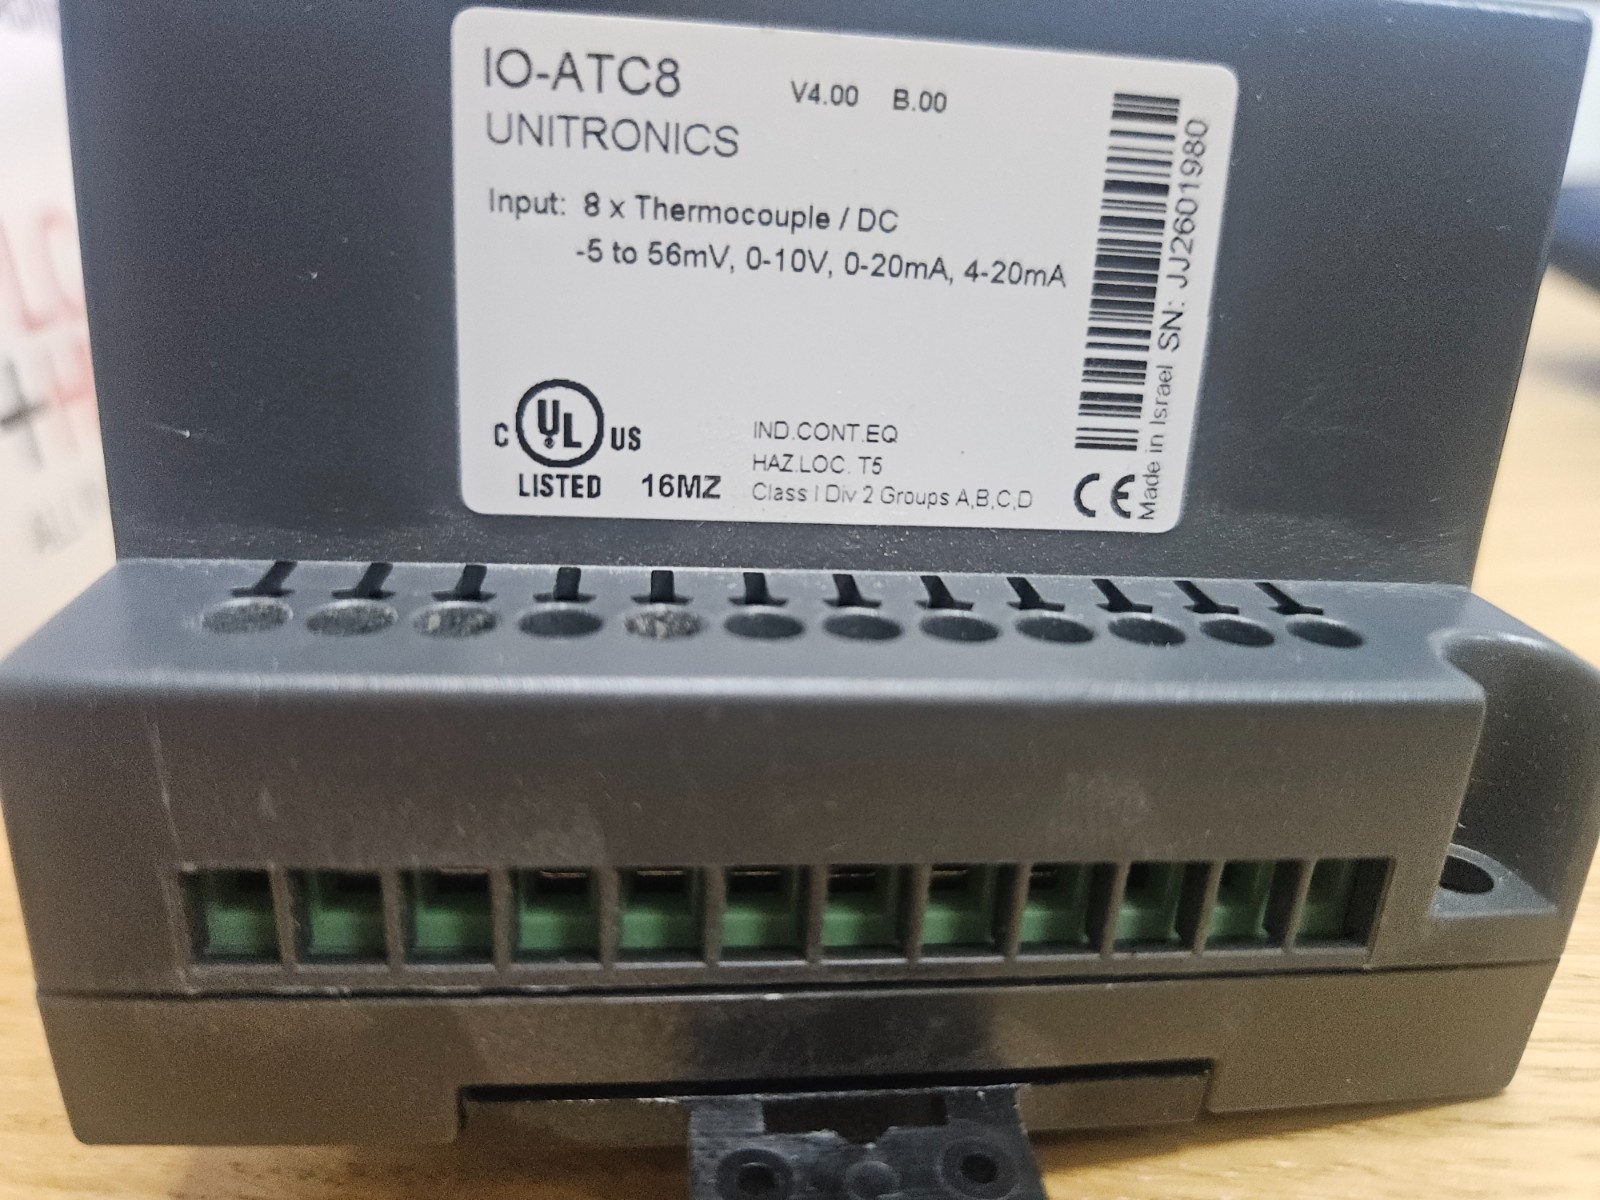 IO-ATC8
V4.00 B.00
UNITRONICS
Input: 8 x Thermocouple / DC
-5 to 56mV, 0-10V, 0-20mA, 4-20mA
C UL US
LISTED 16MZ
IND.CONT.EQ
HAZ.LOC. T5
Class I Div 2 Groups A,B,C,D
CE
Made in Israel SN: JJ2601980